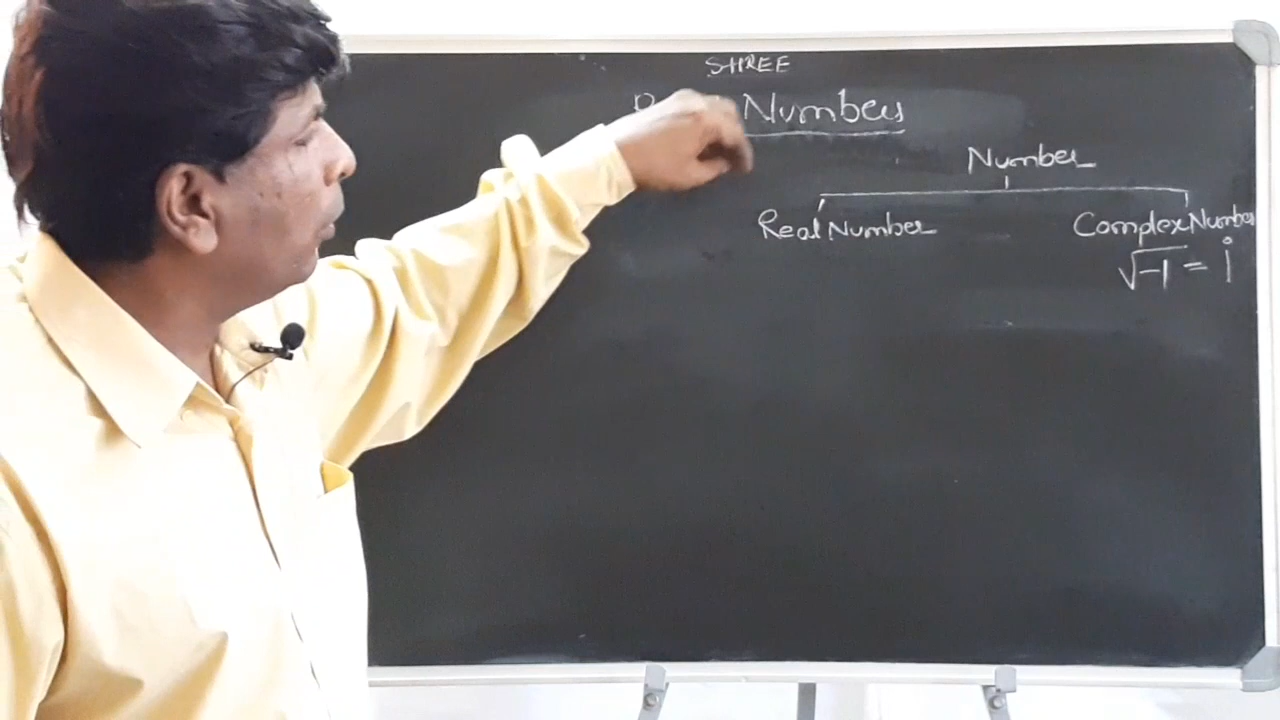 SHREE
Numbers
Number
Real Number Complex Number
√-1 = i